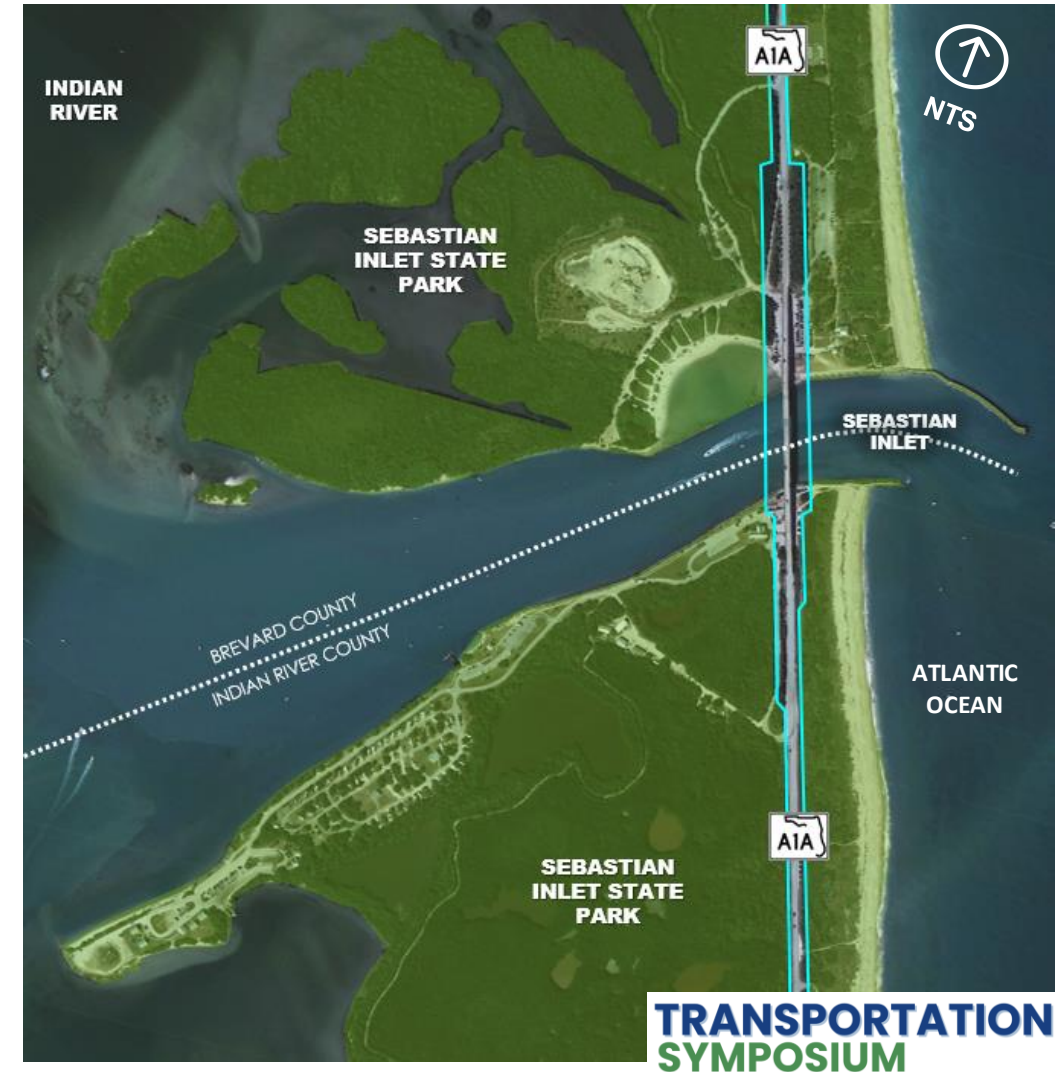 A1A
INDIAN
RIVER
NTS
SEBASTIAN
INLET STATE
PARK
SEBASTIAN
INLET
BREVARD COUNTY
INDIAN RIVER COUNTY
ATLANTIC
OCEAN
A1A
SEBASTIAN
INLET STATE
PARK
TRANSPORTATION
SYMPOSIUM